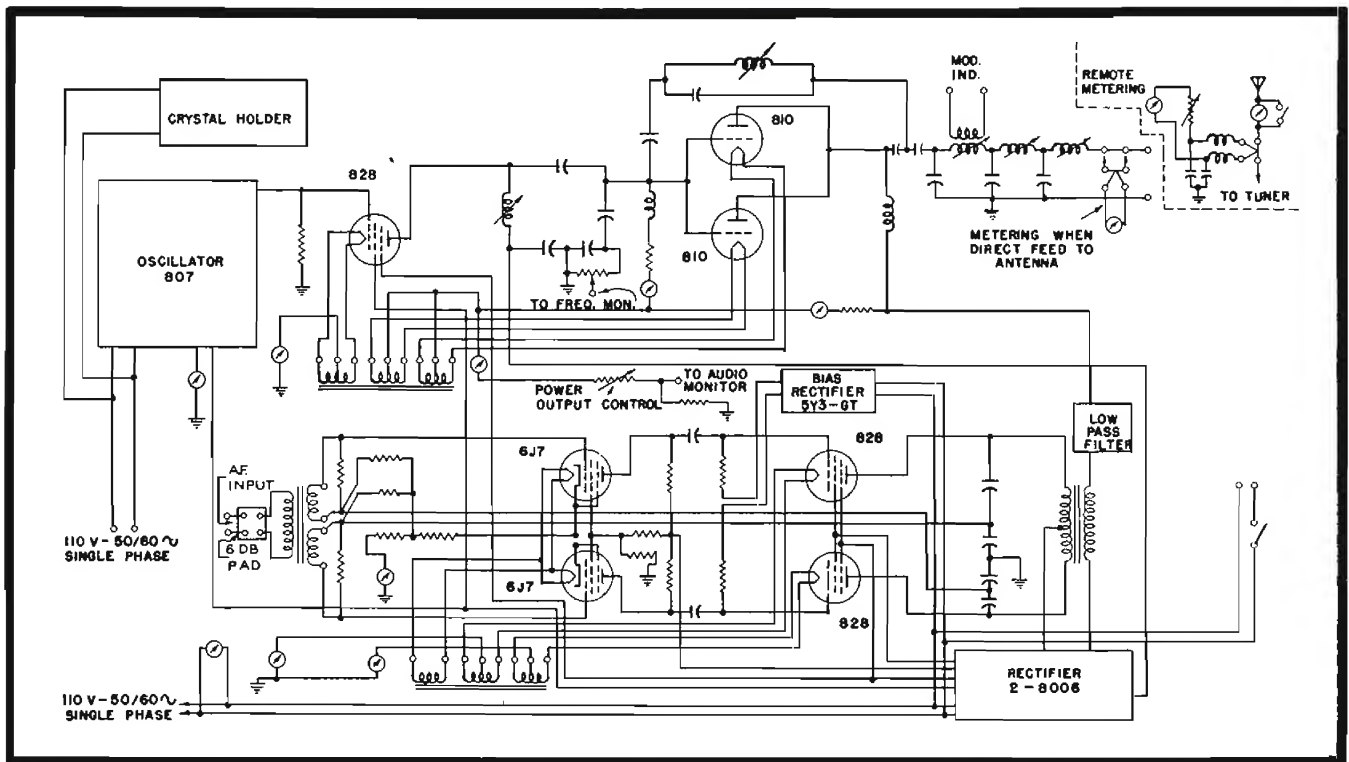 CRYSTAL HOLDER
OSCILLATOR
807
828
810
810
MOD.
IND.
REMOTE
METERING
TO TUNER
METERING WHEN
DIRECT FEED TO
ANTENNA
TO FREQ. MON.
POWER
OUTPUT CONTROL
TO AUDIO
MONITOR
BIAS
RECTIFIER
5Y3-GT
LOW
PASS
FILTER
6J7
828
A.F.
INPUT
6 DB
PAD
110 V-50/60∿
SINGLE PHASE
6J7
828
RECTIFIER
2-8006
110 V-50/60∿
SINGLE PHASE